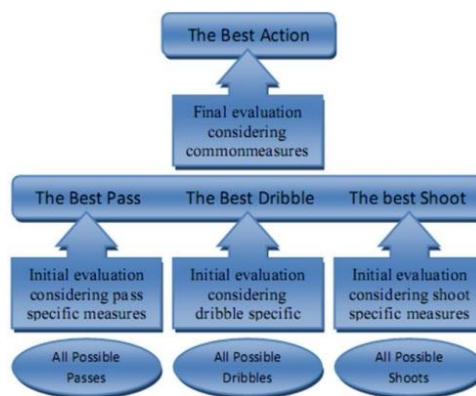 The Best Action
Final evaluation
considering
commonmeasures
The Best Pass The Best Dribble The best Shoot
Initial evaluation
considering pass
specific measures
Initial evaluation
considering
dribble specific
Initial evaluation
considering shoot
specific measures
All Possible
Passes
All Possible
Dribbles
All Possible
Shoots